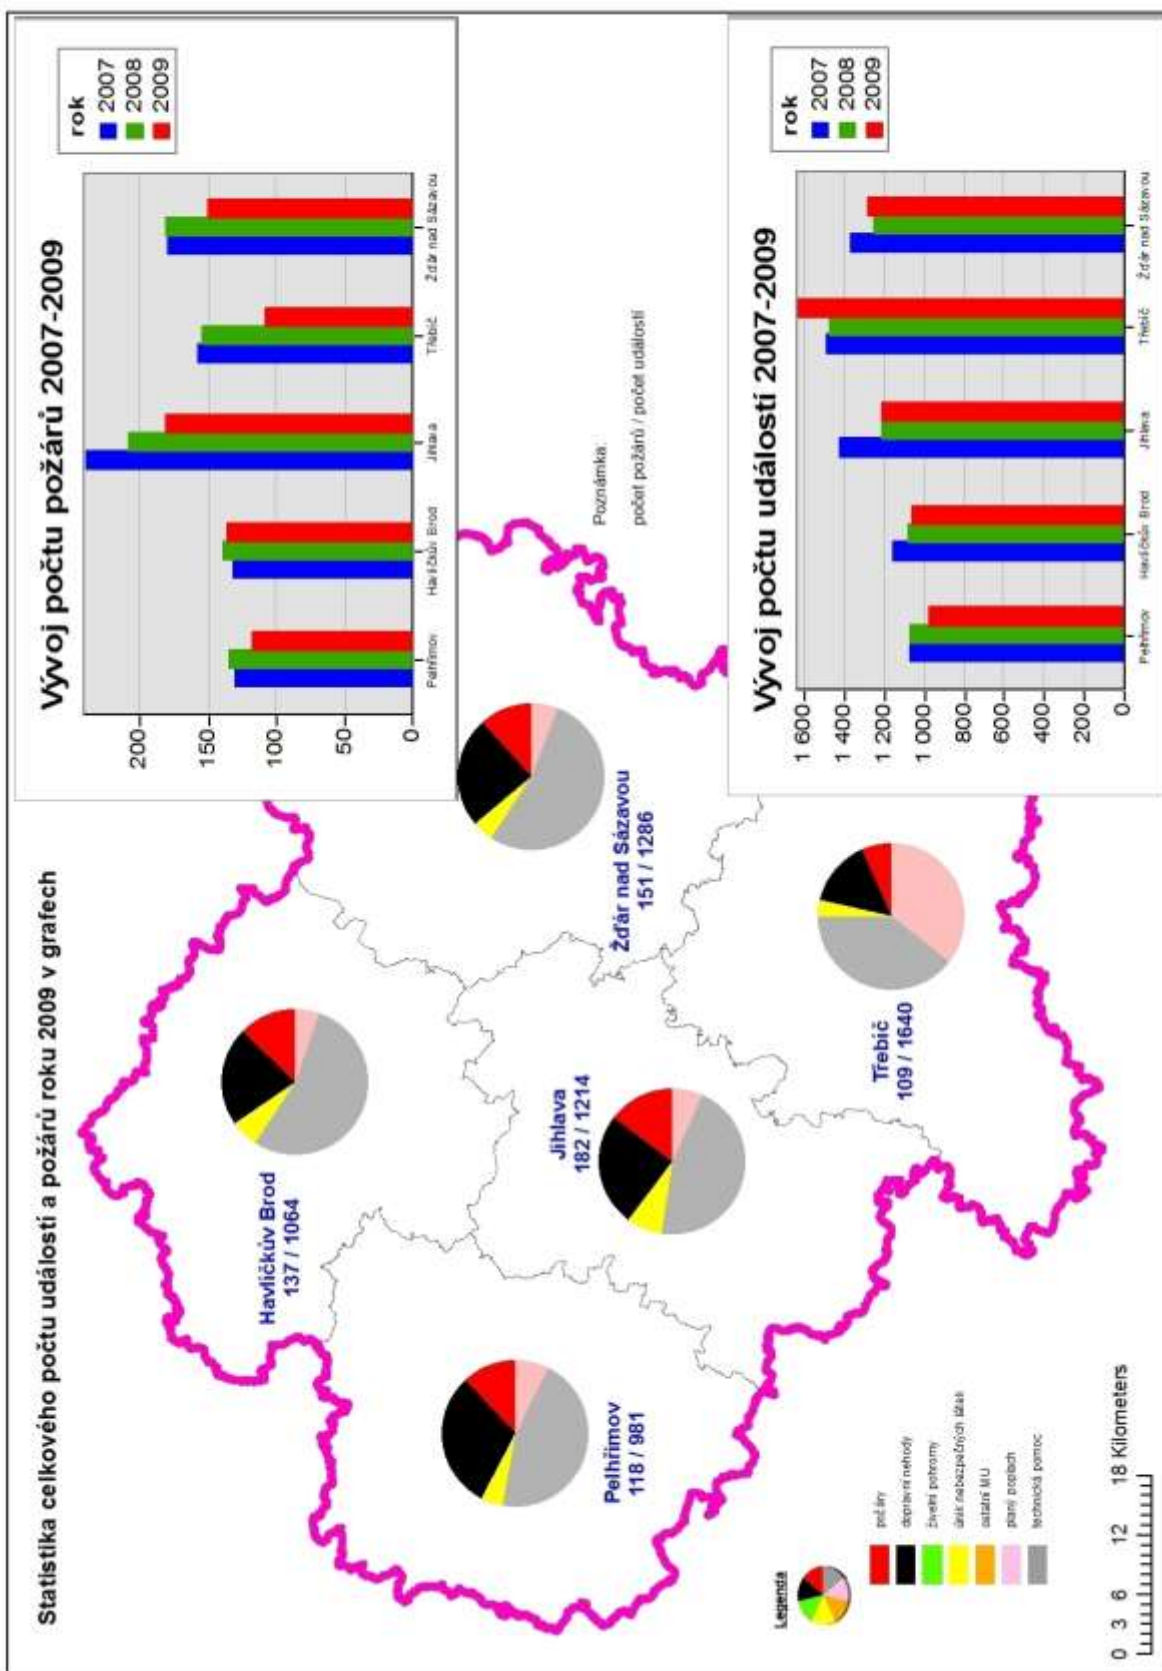 Statistika celkového počtu událostí a požárů roku 2009 v grafech
Vývoj počtu požárů 2007-2009
rok
2007
2008
2009
200
150
100
50
0
Pelhřimov
Havlíčkův Brod
Jihlava
Třebíč
Žďár nad Sázavou
Havlíčkův Brod
137 / 1064
Žďár nad Sázavou
151 / 1286
Jihlava
182 / 1214
Pelhřimov
118 / 981
Třebíč
109 / 1640
Poznámka:
počet požárů / počet událostí
Vývoj počtu událostí 2007-2009
rok
2007
2008
2009
1 600
1 400
1 200
1 000
800
600
400
200
0
Pelhřimov
Havlíčkův Brod
Jihlava
Třebíč
Žďár nad Sázavou
Legenda
požáry
dopravní nehody
živelní pohromy
únik nebezpečných látek
ostatní MU
planý poplach
technická pomoc
0 3 6 12 18 Kilometers